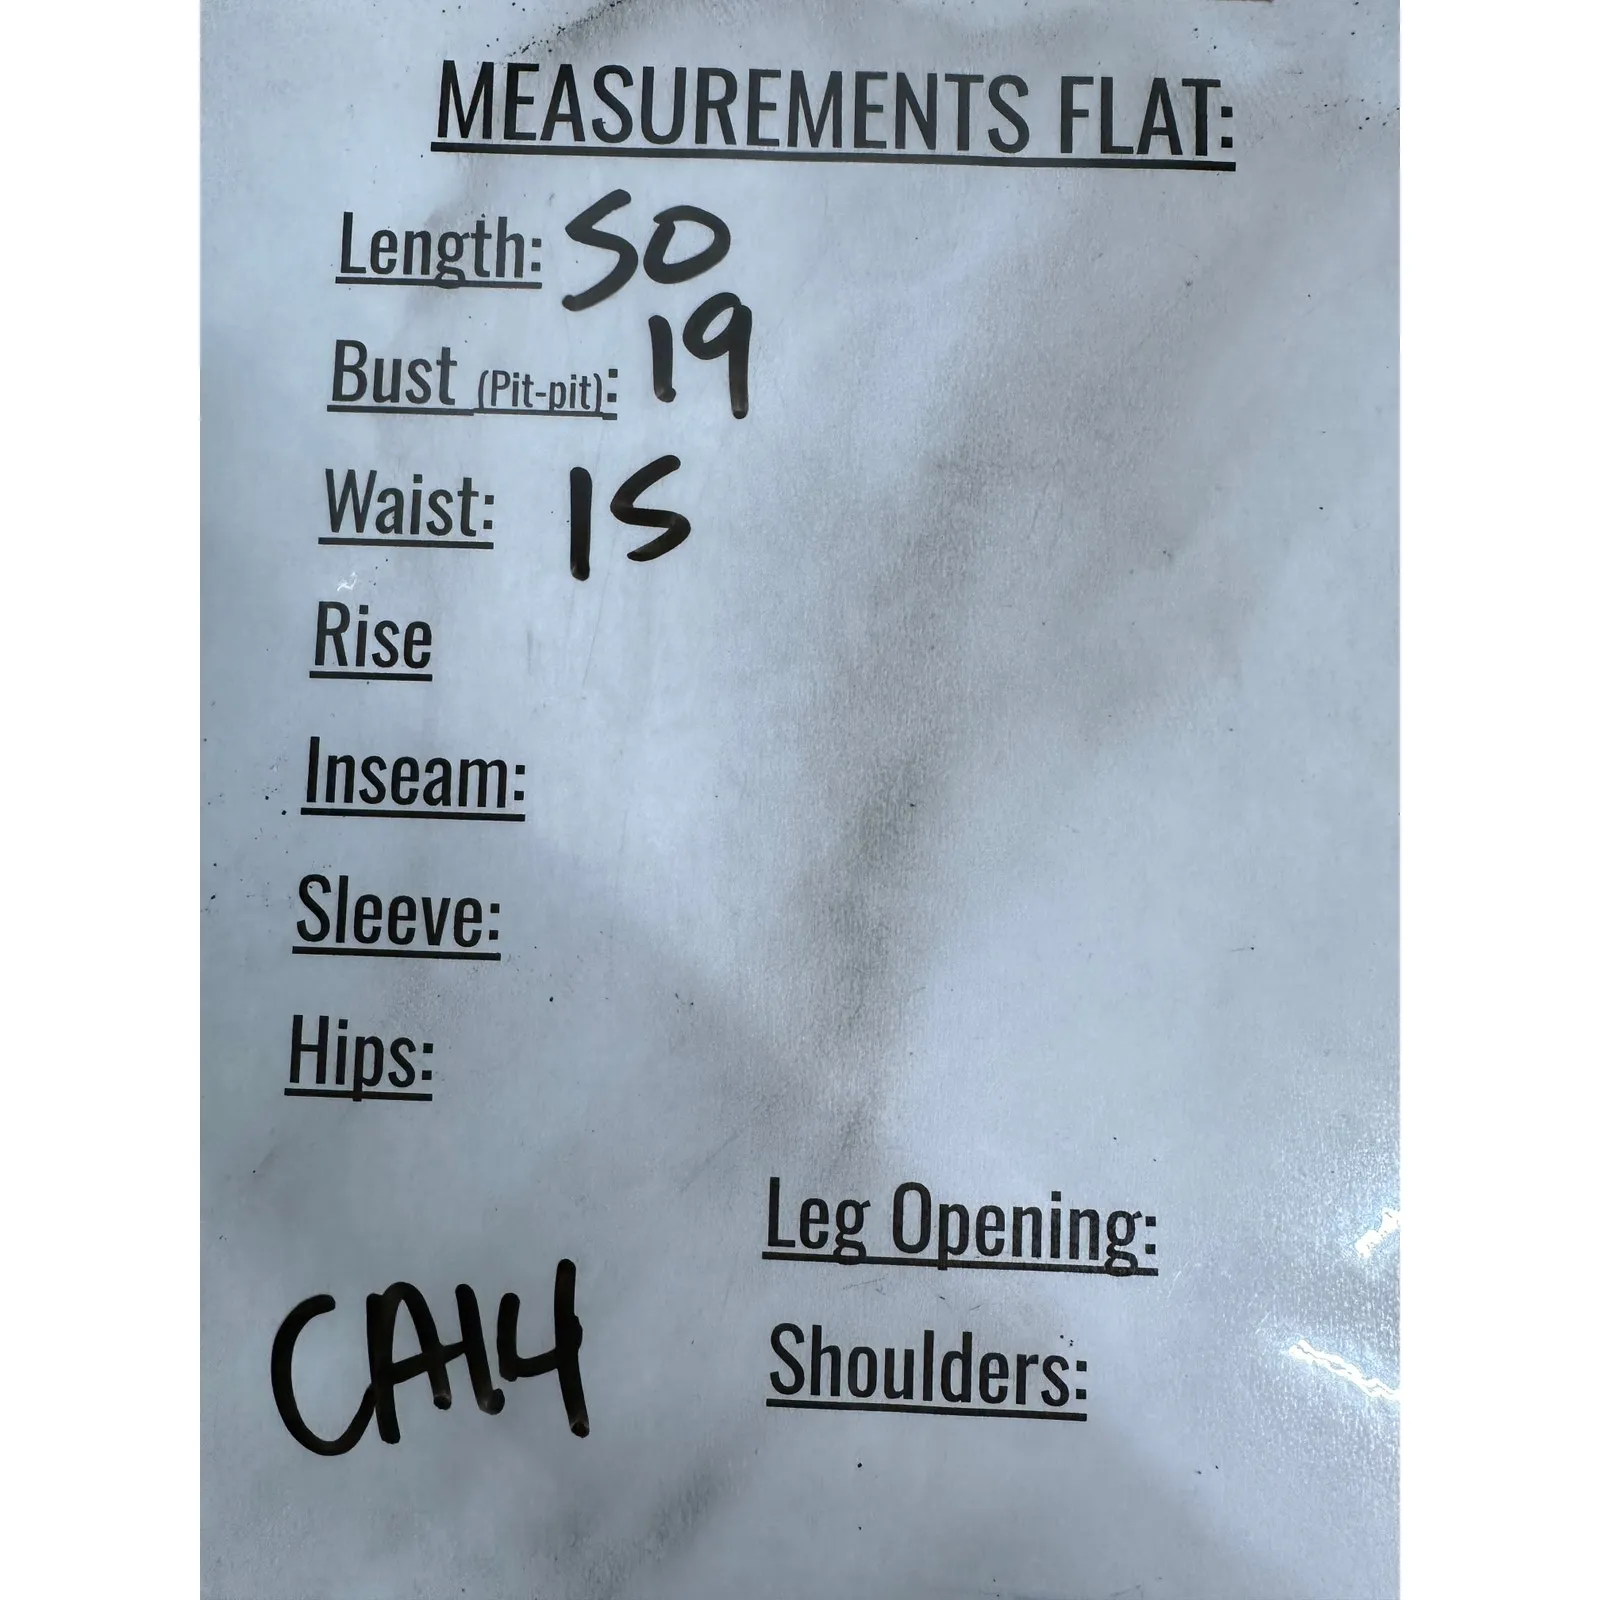 MEASUREMENTS FLAT:
Length: 50
Bust (Pit-pit): 19
Waist: 15
Rise
Inseam:
Sleeve:
Hips:
Leg Opening:
CA14
Shoulders: